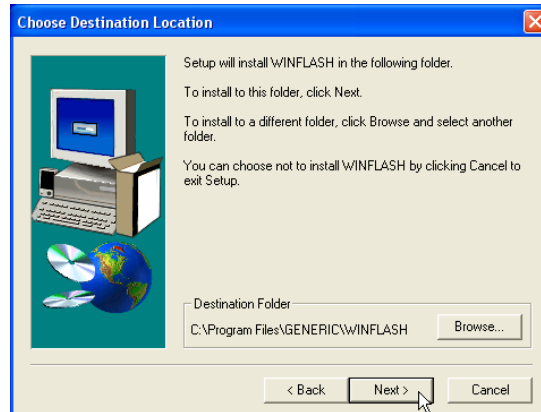 Choose Destination Location
Setup will install WINFLASH in the following folder.
To install to this folder, click Next.
To install to a different folder, click Browse and select another
folder.
You can choose not to install WINFLASH by clicking Cancel to
exit Setup.
Destination Folder
C:\Program Files\GENERIC\WINFLASH
Browse...
< Back
Next >
Cancel